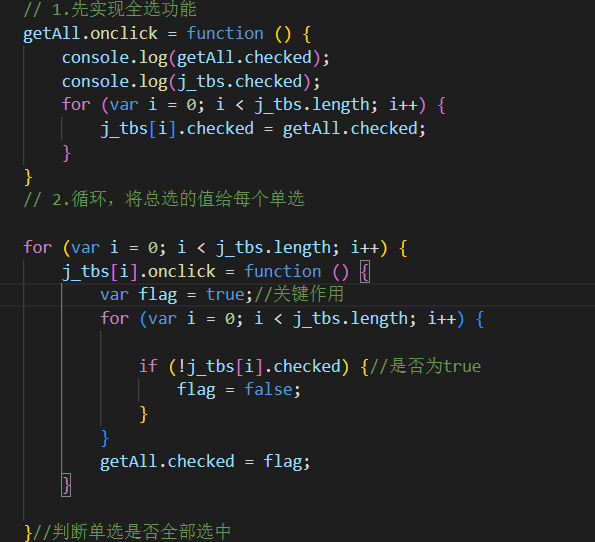 // 1.先实现全选功能
getAll.onclick = function () {
console.log(getAll.checked);
console.log(j_tbs.checked);
for (var i = 0; i < j_tbs.length; i++) {
j_tbs[i].checked = getAll.checked;
}
}
// 2.循环，将总选的值给每个单选
for (var i = 0; i < j_tbs.length; i++) {
j_tbs[i].onclick = function () {
var flag = true;//关键作用
for (var i = 0; i < j_tbs.length; i++) {
if (!j_tbs[i].checked) {//是否为true
flag = false;
}
}
getAll.checked = flag;
}
}//判断单选是否全部选中